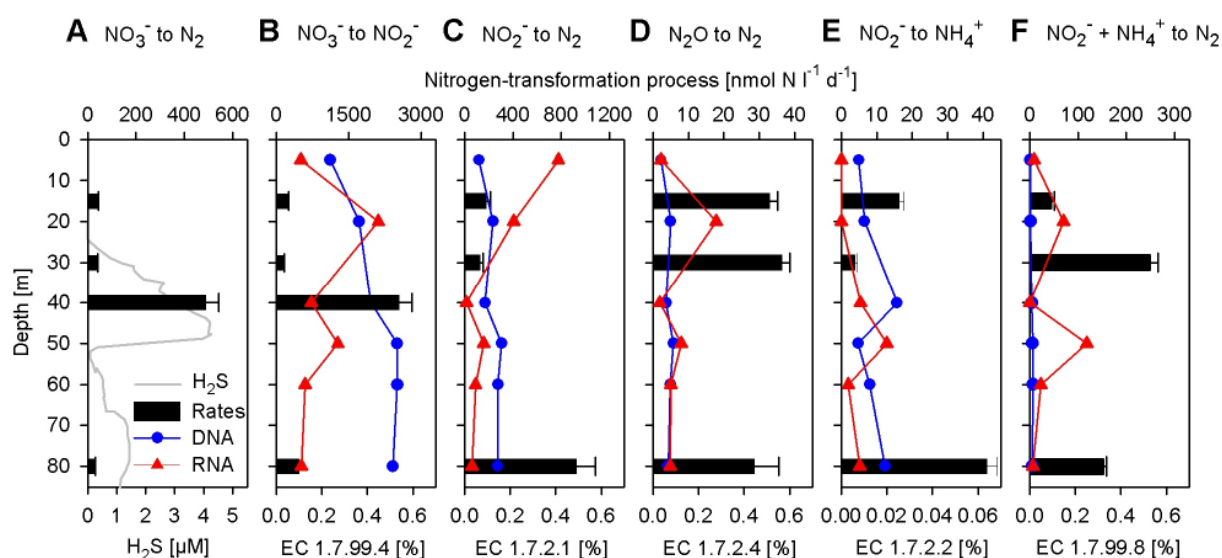 A NO₃⁻ to N₂ B NO₃⁻ to NO₂⁻ C NO₂⁻ to N₂ D N₂O to N₂ E NO₂⁻ to NH₄⁺ F NO₂⁻ + NH₄⁺ to N₂
Nitrogen-transformation process [nmol N l⁻¹ d⁻¹]
0 200 400 600 0 1500 3000 0 400 800 1200 0 10 20 30 40 0 10 20 30 40 0 100 200 300
0
10
20
30
40
50
60
70
80
Depth [m]
H₂S
Rates
DNA
RNA
0 1 2 3 4 5 0.0 0.2 0.4 0.6 0.0 0.2 0.4 0.6 0.0 0.2 0.4 0.6 0.00 0.02 0.04 0.06 0.0 0.2 0.4 0.6
H₂S [µM] EC 1.7.99.4 [%] EC 1.7.2.1 [%] EC 1.7.2.4 [%] EC 1.7.2.2 [%] EC 1.7.99.8 [%]